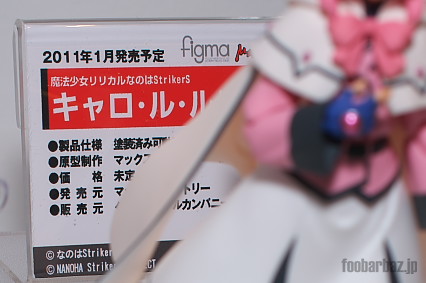 2011年1月発売予定 figma
魔法少女リリカルなのはStrikerS
キャロ・ル・ル
●製品仕様 塗装済み可
●原型制作 マックス
●価 格 未定
●発 売 元 マ トリー
●販 売 元 ルカンパニー
© なのはStriker
© NANOHA Strike ECT
foobarbaz.jp